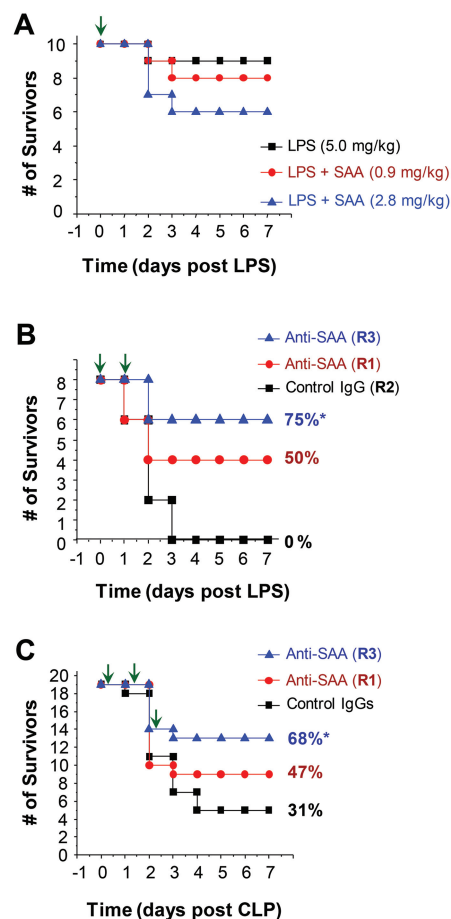 A
10
8
6
4
2
0
# of Survivors
LPS (5.0 mg/kg)
LPS + SAA (0.9 mg/kg)
LPS + SAA (2.8 mg/kg)
-1 0 1 2 3 4 5 6 7
Time (days post LPS)
B
Anti-SAA (R3)
Anti-SAA (R1)
Control IgG (R2)
8
7
6
5
4
3
2
1
0
# of Survivors
75%*
50%
0 %
-1 0 1 2 3 4 5 6 7
Time (days post LPS)
C
Anti-SAA (R3)
Anti-SAA (R1)
Control IgGs
20
18
16
14
12
10
8
6
4
2
0
# of Survivors
68%*
47%
31%
-1 0 1 2 3 4 5 6 7
Time (days post CLP)